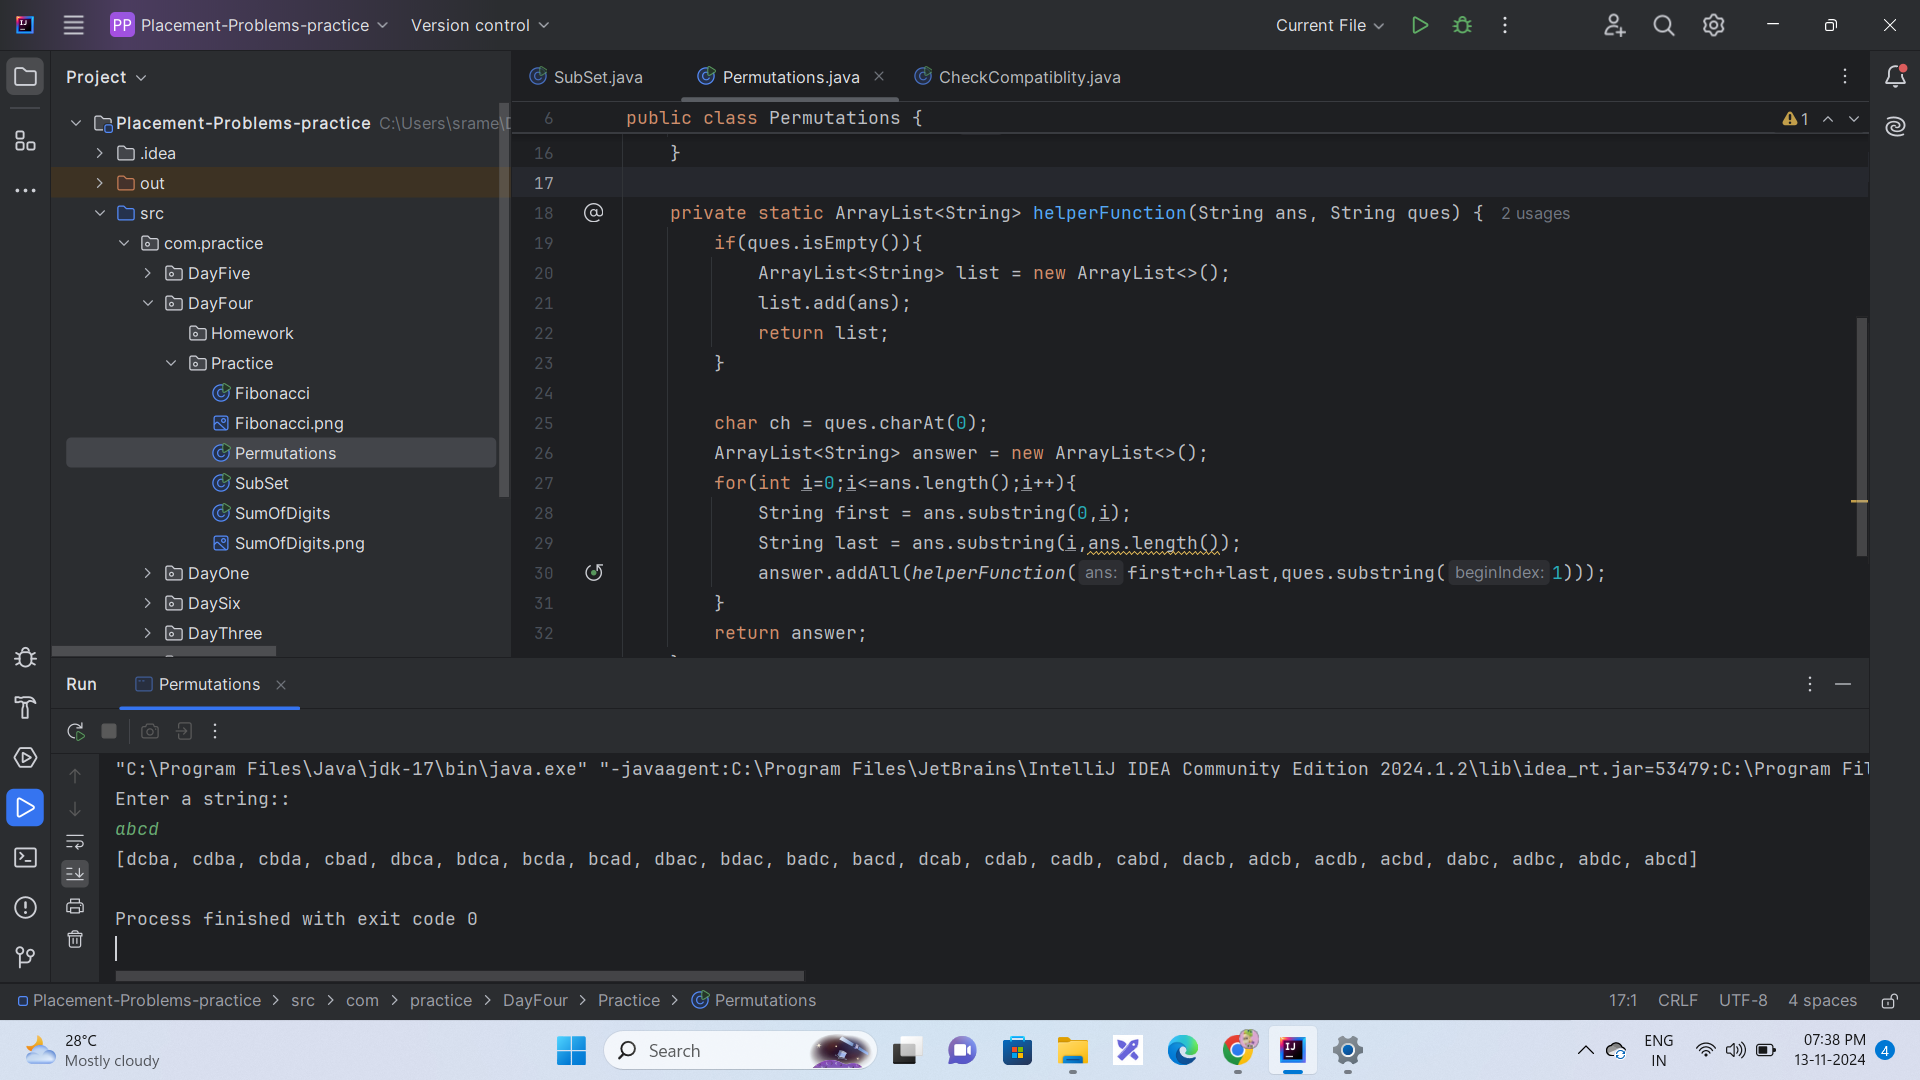 PP Placement-Problems-practice Version control Current File
Project
Placement-Problems-practice C:\Users\srame\
.idea
out
src
com.practice
DayFive
DayFour
Homework
Practice
Fibonacci
Fibonacci.png
Permutations
SubSet
SumOfDigits
SumOfDigits.png
DayOne
DaySix
DayThree
SubSet.java Permutations.java CheckCompatiblity.java
6 public class Permutations { 1
16 }
17
18 @ private static ArrayList<String> helperFunction(String ans, String ques) { 2 usages
19 if(ques.isEmpty()){
20 ArrayList<String> list = new ArrayList<>();
21 list.add(ans);
22 return list;
23 }
24
25 char ch = ques.charAt(0);
26 ArrayList<String> answer = new ArrayList<>();
27 for(int i=0;i<=ans.length();i++){
28 String first = ans.substring(0,i);
29 String last = ans.substring(i,ans.length());
30 answer.addAll(helperFunction( ans: first+ch+last,ques.substring( beginIndex: 1)));
31 }
32 return answer;
Run Permutations
"C:\Program Files\Java\jdk-17\bin\java.exe" "-javaagent:C:\Program Files\JetBrains\IntelliJ IDEA Community Edition 2024.1.2\lib\idea_rt.jar=53479:C:\Program Fil
Enter a string::
abcd
[dcba, cdba, cbda, cbad, dbca, bdca, bcda, bcad, dbac, bdac, badc, bacd, dcab, cdab, cadb, cabd, dacb, adcb, acdb, acbd, dabc, adbc, abdc, abcd]
Process finished with exit code 0
Placement-Problems-practice > src > com > practice > DayFour > Practice > Permutations 17:1 CRLF UTF-8 4 spaces
28°C
Mostly cloudy
Search
ENG
IN
07:38 PM
13-11-2024
4